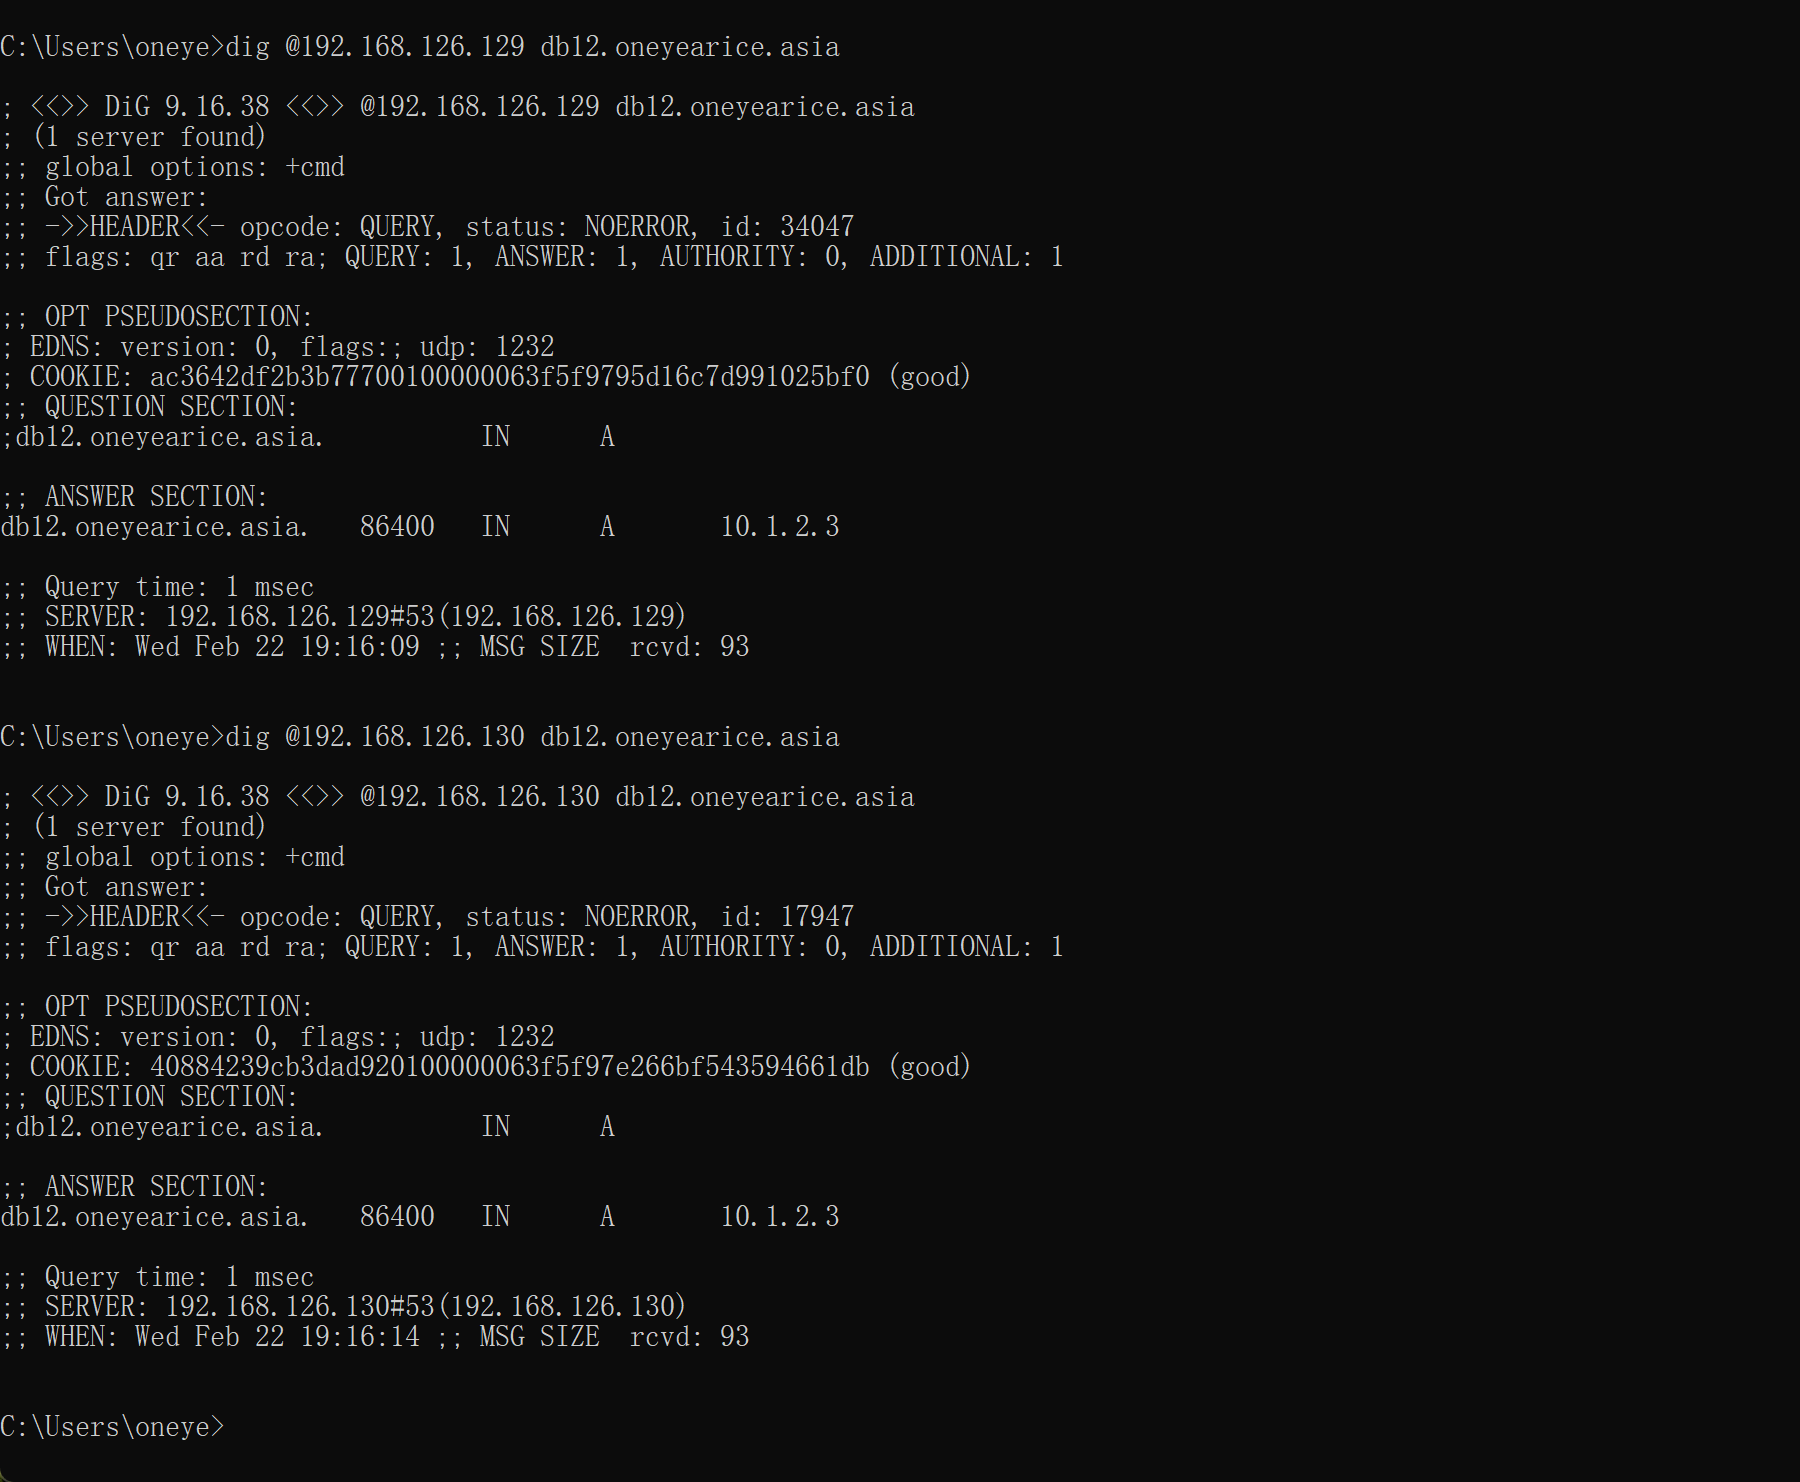 C:\Users\oneye>dig @192.168.126.129 db12.oneyearice.asia
; <<>> DiG 9.16.38 <<>> @192.168.126.129 db12.oneyearice.asia
; (1 server found)
;; global options: +cmd
;; Got answer:
;; ->>HEADER<<- opcode: QUERY, status: NOERROR, id: 34047
;; flags: qr aa rd ra; QUERY: 1, ANSWER: 1, AUTHORITY: 0, ADDITIONAL: 1
;; OPT PSEUDOSECTION:
; EDNS: version: 0, flags:; udp: 1232
; COOKIE: ac3642df2b3b77700100000063f5f9795d16c7d991025bf0 (good)
;; QUESTION SECTION:
;db12.oneyearice.asia. IN A
;; ANSWER SECTION:
db12.oneyearice.asia. 86400 IN A 10.1.2.3
;; Query time: 1 msec
;; SERVER: 192.168.126.129#53(192.168.126.129)
;; WHEN: Wed Feb 22 19:16:09 ;; MSG SIZE rcvd: 93
C:\Users\oneye>dig @192.168.126.130 db12.oneyearice.asia
; <<>> DiG 9.16.38 <<>> @192.168.126.130 db12.oneyearice.asia
; (1 server found)
;; global options: +cmd
;; Got answer:
;; ->>HEADER<<- opcode: QUERY, status: NOERROR, id: 17947
;; flags: qr aa rd ra; QUERY: 1, ANSWER: 1, AUTHORITY: 0, ADDITIONAL: 1
;; OPT PSEUDOSECTION:
; EDNS: version: 0, flags:; udp: 1232
; COOKIE: 40884239cb3dad920100000063f5f97e266bf543594661db (good)
;; QUESTION SECTION:
;db12.oneyearice.asia. IN A
;; ANSWER SECTION:
db12.oneyearice.asia. 86400 IN A 10.1.2.3
;; Query time: 1 msec
;; SERVER: 192.168.126.130#53(192.168.126.130)
;; WHEN: Wed Feb 22 19:16:14 ;; MSG SIZE rcvd: 93
C:\Users\oneye>